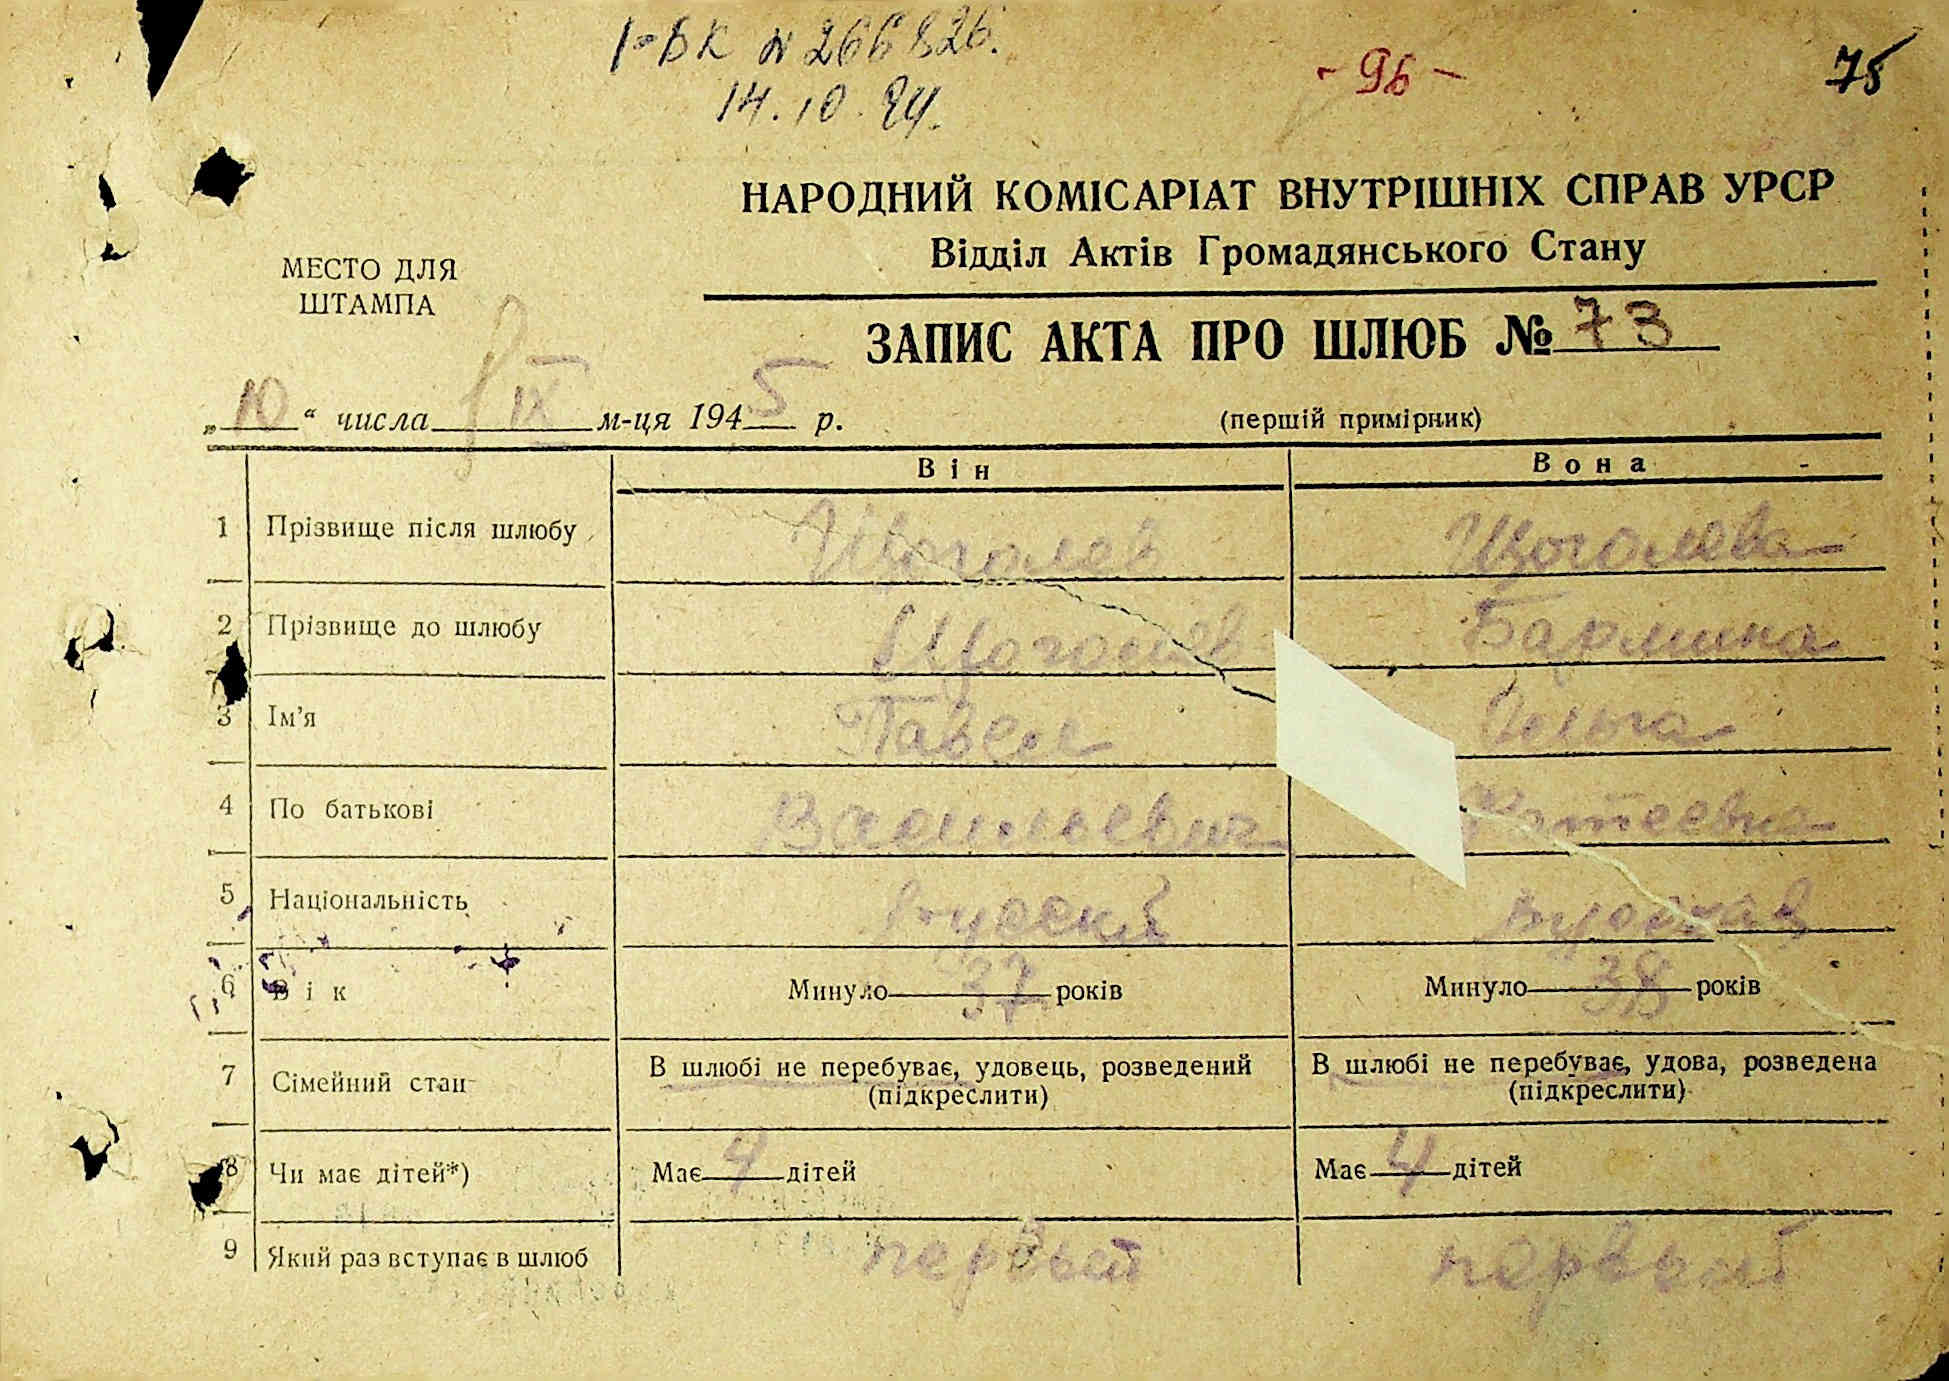 І-БК № 266826.
14.10.94.
- 96 -
75
НАРОДНИЙ КОМІСАРІАТ ВНУТРІШНІХ СПРАВ УРСР
Відділ Актів Громадянського Стану
МЕСТО ДЛЯ
ШТАМПА
ЗАПИС АКТА ПРО ШЛЮБ № 73
„10“ числа IX м-ця 1945 р.
(перший примірник)
Він Вона
1 Прізвище після шлюбу Щоголев Щоголева
2 Прізвище до шлюбу Щоголев Бармина
3 Ім'я Павел
4 По батькові Васильевич Фатеевна
5 Національність русский русская
6 Вік Минуло 37 років Минуло 38 років
7 Сімейний стан В шлюбі не перебуває, удовець, розведений (підкреслити) В шлюбі не перебуває, удова, розведена (підкреслити)
8 Чи має дітей*) Має 4 дітей Має 4 дітей
9 Який раз вступає в шлюб первый первый